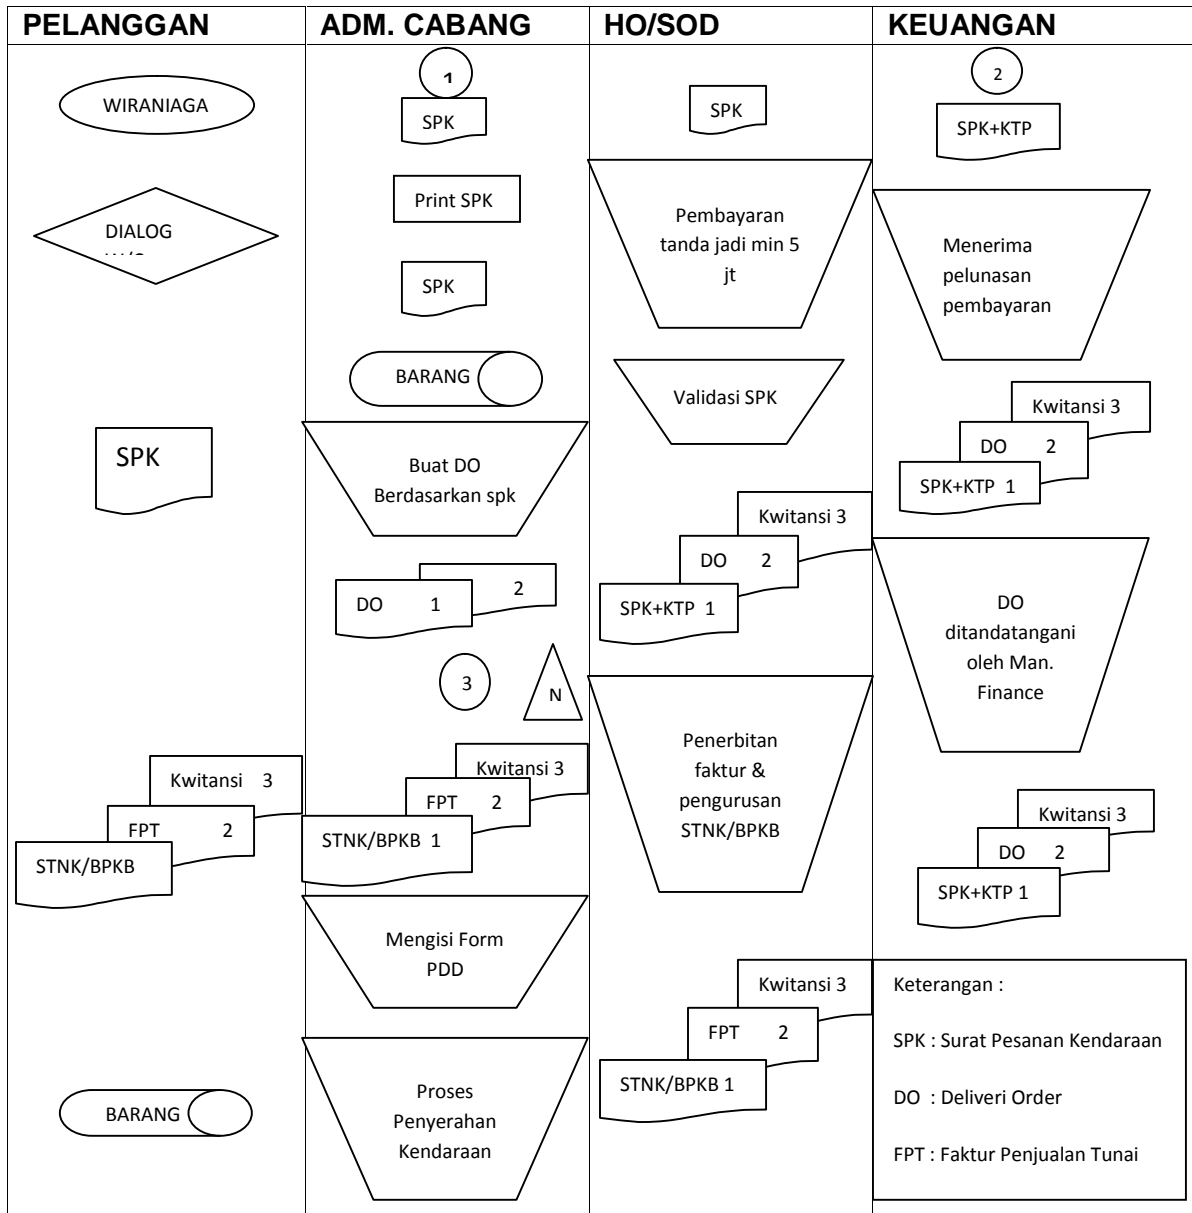 PELANGGAN
WIRANIAGA
DIALOG
SPK
Kwitansi 3
FPT 2
STNK/BPKB
BARANG
ADM. CABANG
1
SPK
Print SPK
SPK
BARANG
Buat DO
Berdasarkan spk
2
DO 1
3
N
Kwitansi 3
FPT 2
STNK/BPKB 1
Mengisi Form
PDD
Proses
Penyerahan
Kendaraan
HO/SOD
SPK
Pembayaran
tanda jadi min 5
jt
Validasi SPK
Kwitansi 3
DO 2
SPK+KTP 1
Penerbitan
faktur &
pengurusan
STNK/BPKB
Kwitansi 3
FPT 2
STNK/BPKB 1
KEUANGAN
2
SPK+KTP
Menerima
pelunasan
pembayaran
Kwitansi 3
DO 2
SPK+KTP 1
DO
ditandatangani
oleh Man.
Finance
Kwitansi 3
DO 2
SPK+KTP 1
Keterangan :
SPK : Surat Pesanan Kendaraan
DO : Deliveri Order
FPT : Faktur Penjualan Tunai